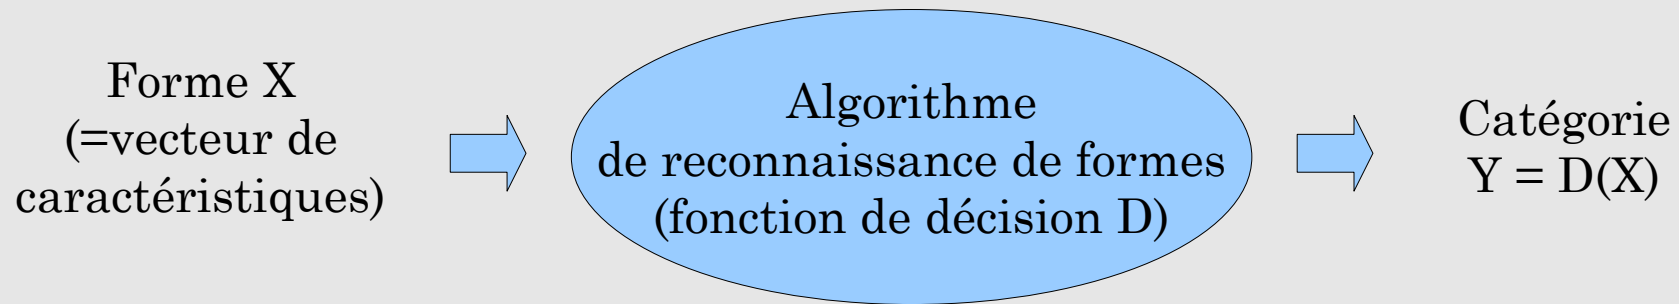 Forme X
(=vecteur de
caractéristiques)
Algorithme
de reconnaissance de formes
(fonction de décision D)
Catégorie
Y = D(X)